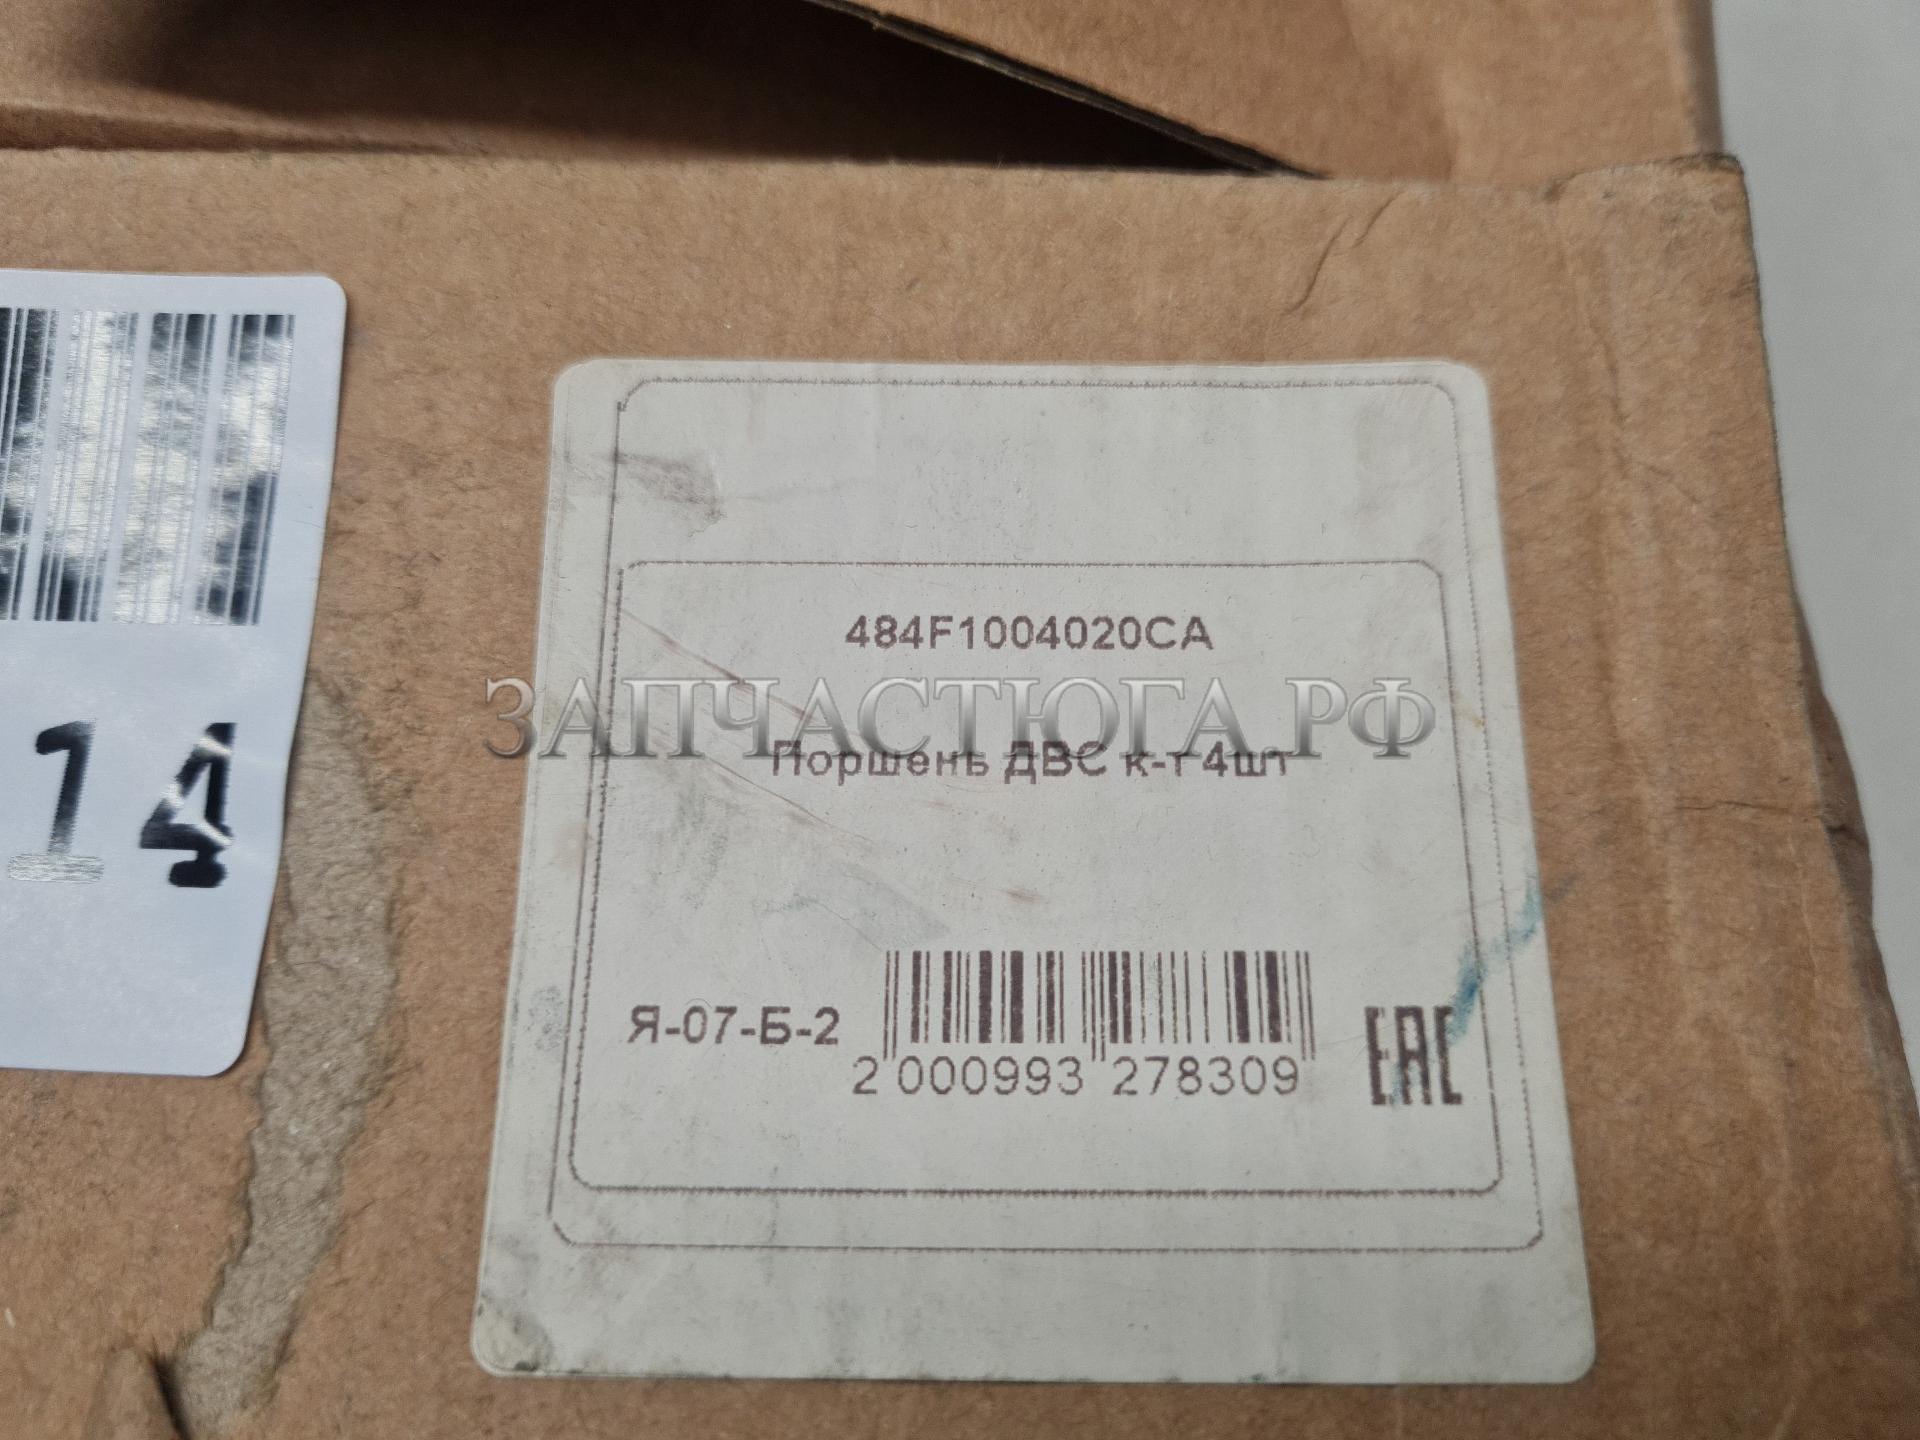 14
484F1004020CA
ЗАПЧАСТЮГА.РФ
Поршень ДВС к-т 4шт
Я-07-Б-2
2 000993 278309
EAC